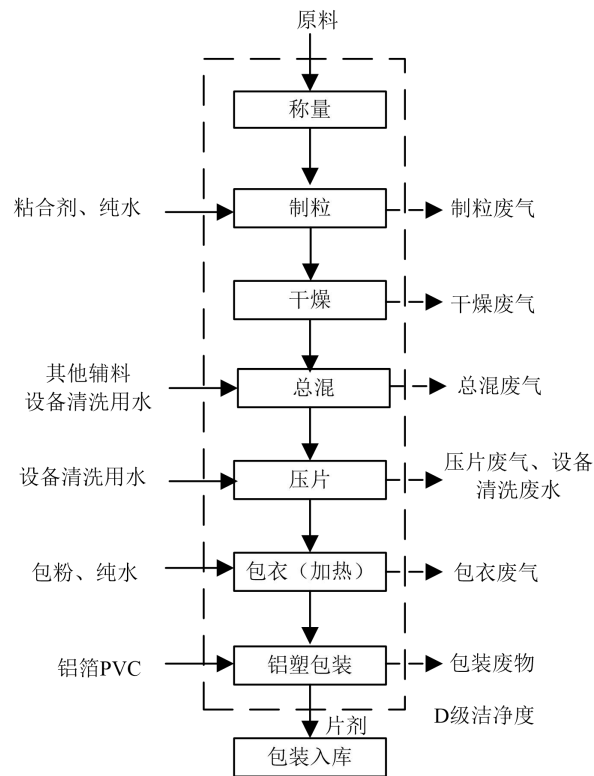 原料
称量
粘合剂、纯水
制粒
制粒废气
干燥
干燥废气
其他辅料
设备清洗用水
总混
总混废气
设备清洗用水
压片
压片废气、设备
清洗废水
包粉、纯水
包衣（加热）
包衣废气
铝箔PVC
铝塑包装
包装废物
片剂
D级洁净度
包装入库